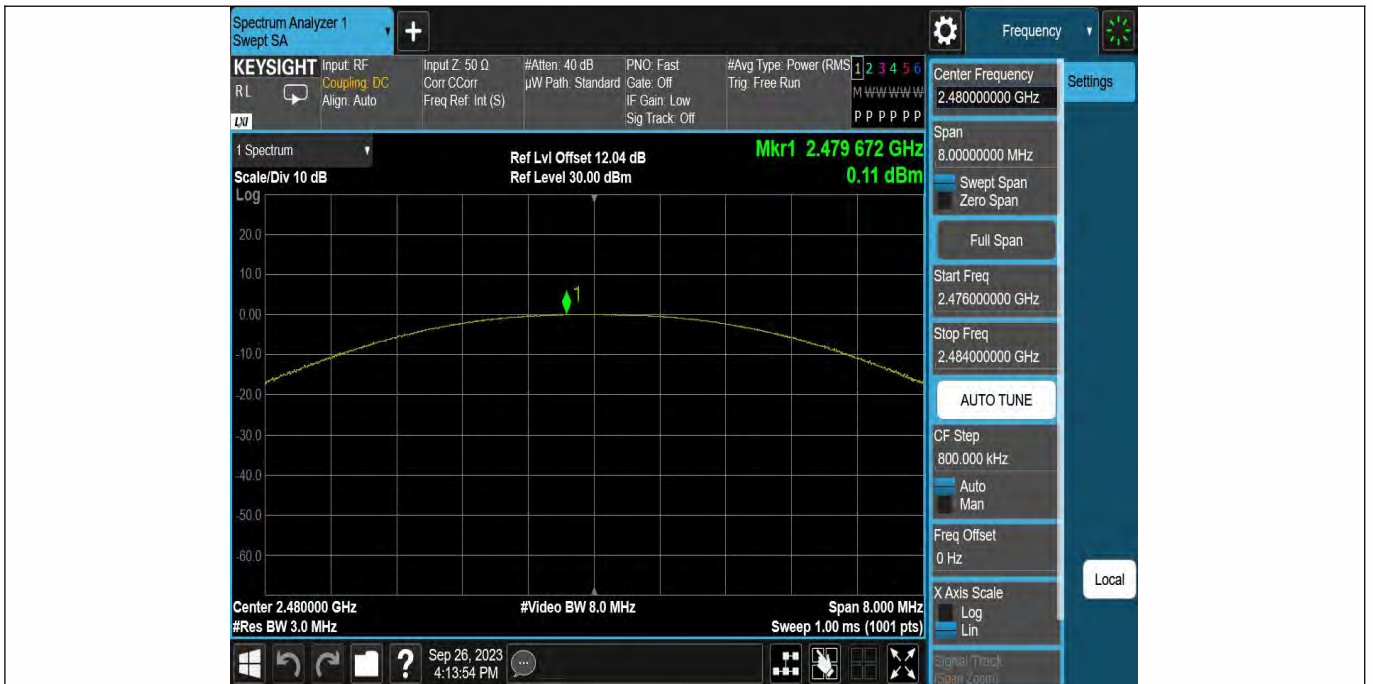 Spectrum Analyzer 1
Swept SA
Frequency
KEYSIGHT
R L
LXI
Input: RF
Coupling: DC
Align: Auto
Input Z: 50 Ω
Corr CCorr
Freq Ref: Int (S)
#Atten: 40 dB
µW Path: Standard
PNO: Fast
Gate: Off
IF Gain: Low
Sig Track: Off
#Avg Type: Power (RMS
Trig: Free Run
1 2 3 4 5 6
M W W W W W
P P P P P P
1 Spectrum
Scale/Div 10 dB
Log
Ref Lvl Offset 12.04 dB
Ref Level 30.00 dBm
Mkr1 2.479 672 GHz
0.11 dBm
20.0
10.0
0.00
-10.0
-20.0
-30.0
-40.0
-50.0
-60.0
1
Center 2.480000 GHz
#Res BW 3.0 MHz
#Video BW 8.0 MHz
Span 8.000 MHz
Sweep 1.00 ms (1001 pts)
Sep 26, 2023
4:13:54 PM
?
Center Frequency
2.480000000 GHz
Settings
Span
8.00000000 MHz
Swept Span
Zero Span
Full Span
Start Freq
2.476000000 GHz
Stop Freq
2.484000000 GHz
AUTO TUNE
CF Step
800.000 kHz
Auto
Man
Freq Offset
0 Hz
X Axis Scale
Log
Lin
Local
Signal Track
(Span Zoom)